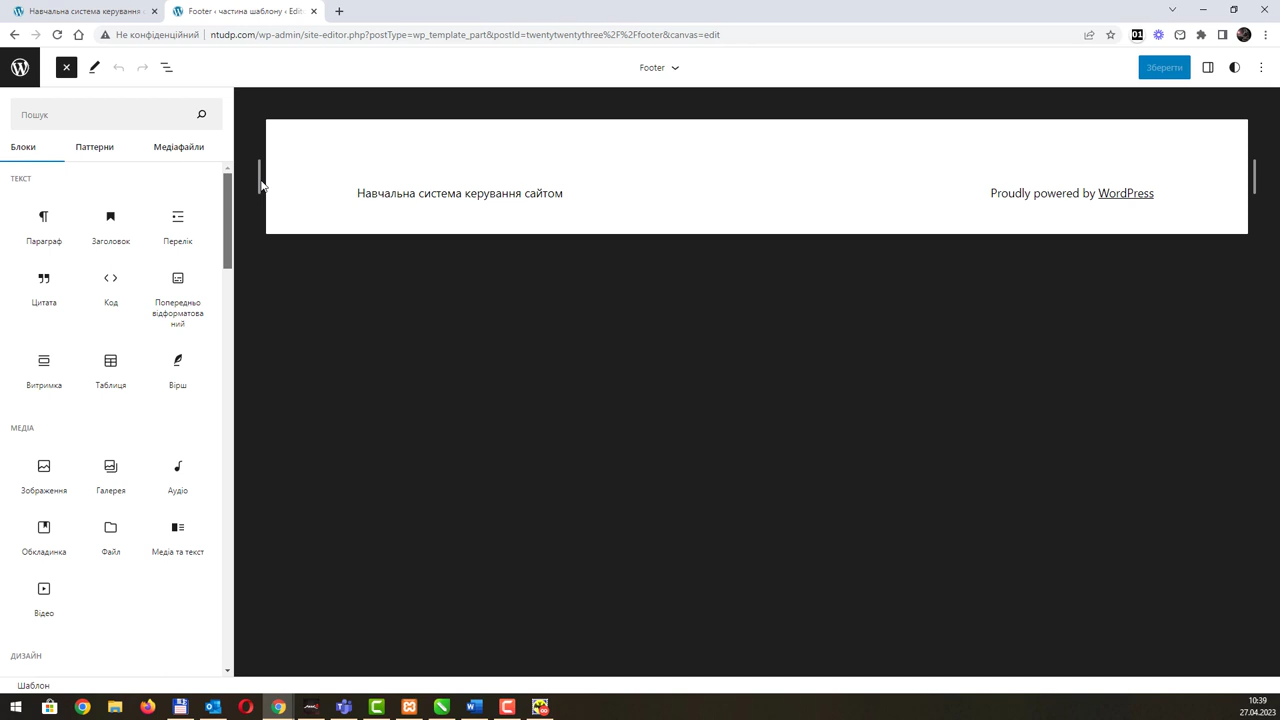 Навчальна система керування с
Footer ‹ частина шаблону ‹ Edito
Не конфіденційний
ntudp.com/wp-admin/site-editor.php?postType=wp_template_part&postId=twentytwentythree%2F%2Ffooter&canvas=edit
01
Footer
Зберегти
Пошук
Блоки
Паттерни
Медіафайли
ТЕКСТ
Параграф
Заголовок
Перелік
Цитата
Код
Попередньо
відформатова
ний
Витримка
Таблиця
Вірш
МЕДІА
Зображення
Галерея
Аудіо
Обкладинка
Файл
Медіа та текст
Відео
ДИЗАЙН
Навчальна система керування сайтом
Proudly powered by WordPress
Шаблон
10:39
27.04.2023